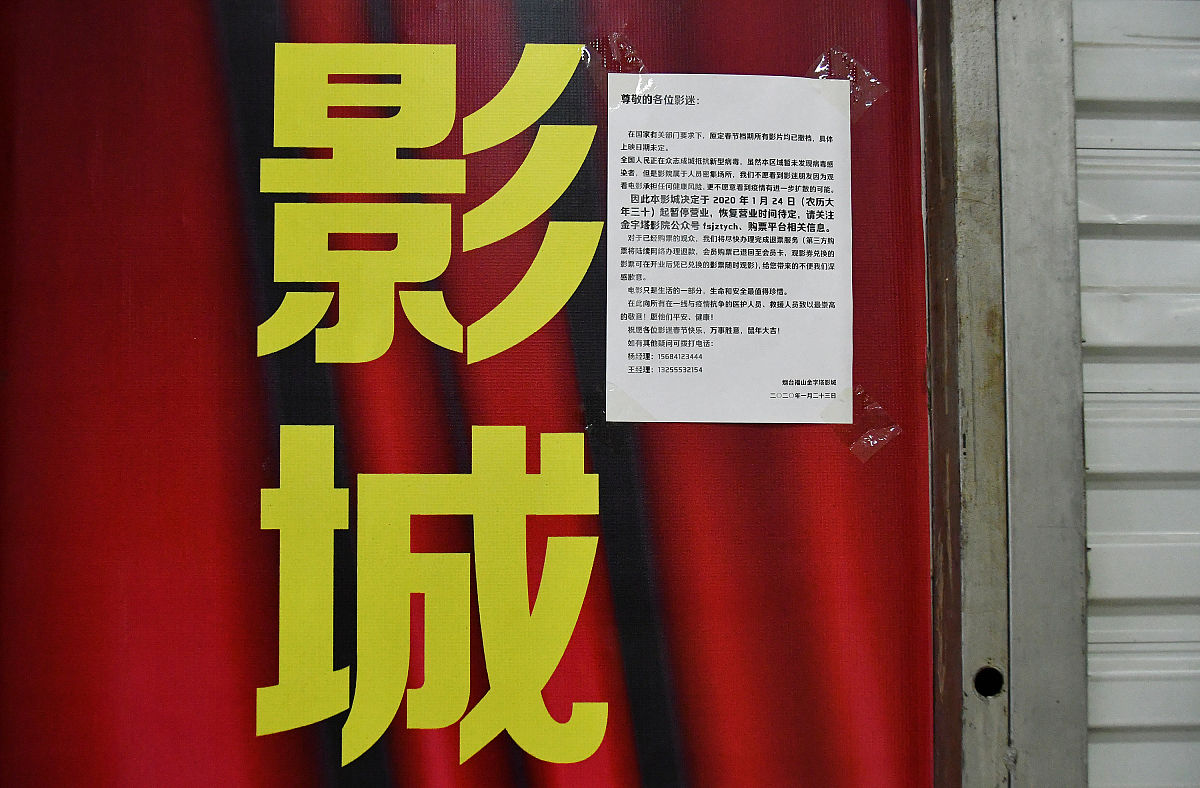 影城
尊敬的各位影迷：
在国家有关部门要求下，原定春节档期所有影片均已撤档，具体
上映日期未定。
全国人民正在众志成城抵抗新型病毒，虽然本区域暂未发现病毒感
染者，但是影院属于人员密集场所，我们不愿看到影迷朋友因为观
看电影承担任何健康风险，更不愿意看到疫情有进一步扩散的可能。
因此本影城决定于 2020 年 1 月 24 日（农历大
年三十）起暂停营业，恢复营业时间待定，请关注
金字塔影院公众号 fsjztych、购票平台相关信息。
对于已经购票的观众，我们将尽快办理完成退票服务（第三方购
票将陆续网络办理退款，会员购票已退回至会员卡，观影券兑换的
影票可在开业后凭已兑换的影票随时观影），给您带来的不便我们深
感歉意。
电影只是生活的一部分，生命和安全最值得珍惜。
在此向所有在一线与疫情抗争的医护人员、救援人员致以最崇高
的敬意！愿他们平安、健康！
祝愿各位影迷春节快乐，万事胜意，鼠年大吉！
如有其他疑问可拨打电话：
杨经理：15684123444
王经理：13255532154
烟台福山金字塔影城
二〇二〇年一月二十三日